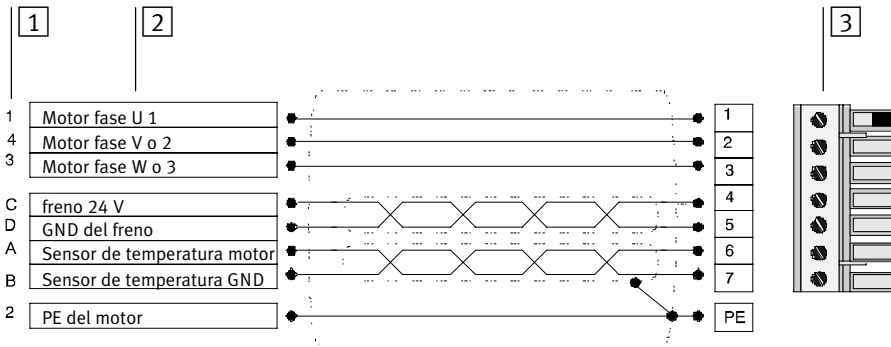 1 2 3
1 Motor fase U 1 1
4 Motor fase V o 2 2
3 Motor fase W o 3 3
C freno 24 V 4
D GND del freno 5
A Sensor de temperatura motor 6
B Sensor de temperatura GND 7
2 PE del motor PE